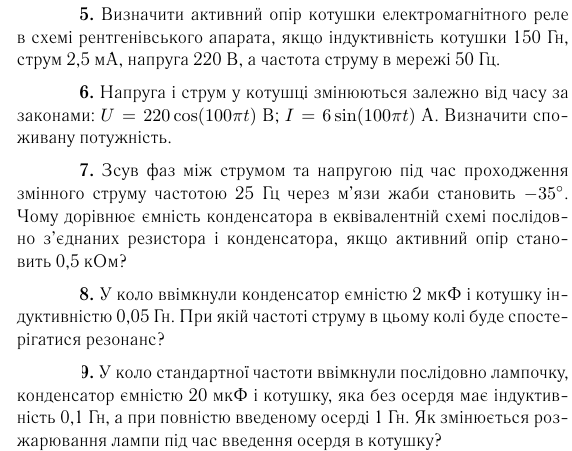 5. Визначити активний опір котушки електромагнітного реле
в схемі рентгенівського апарата, якщо індуктивність котушки 150 Гн,
струм 2,5 мА, напруга 220 В, а частота струму в мережі 50 Гц.
6. Напруга і струм у котушці змінюються залежно від часу за
законами: U = 220 cos(100πt) В; I = 6 sin(100πt) А. Визначити спо-
живану потужність.
7. Зсув фаз між струмом та напругою під час проходження
змінного струму частотою 25 Гц через м'язи жаби становить −35°.
Чому дорівнює ємність конденсатора в еквівалентній схемі послідов-
но з'єднаних резистора і конденсатора, якщо активний опір стано-
вить 0,5 кОм?
8. У коло ввімкнули конденсатор ємністю 2 мкФ і котушку ін-
дуктивністю 0,05 Гн. При якій частоті струму в цьому колі буде спосте-
рігатися резонанс?
9. У коло стандартної частоти ввімкнули послідовно лампочку,
конденсатор ємністю 20 мкФ і котушку, яка без осердя має індуктив-
ність 0,1 Гн, а при повністю введеному осерді 1 Гн. Як змінюється роз-
жарювання лампи під час введення осердя в котушку?